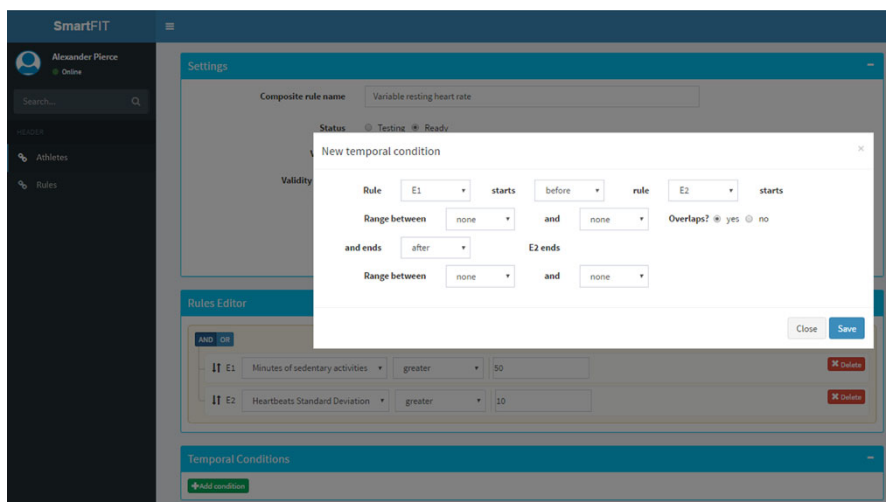 SmartFIT
Alexander Pierce
Online
Search...
HEADER
Athletes
Rules
Settings
Composite rule name Variable resting heart rate
Status Testing Ready
Validity
New temporal condition ×
Rule E1 starts before rule E2 starts
Range between none and none Overlaps? yes no
and ends after E2 ends
Range between none and none
Close Save
Rules Editor
AND OR
E1 Minutes of sedentary activities greater 50 Delete
E2 Heartbeats Standard Deviation greater 10 Delete
Temporal Conditions
Add condition